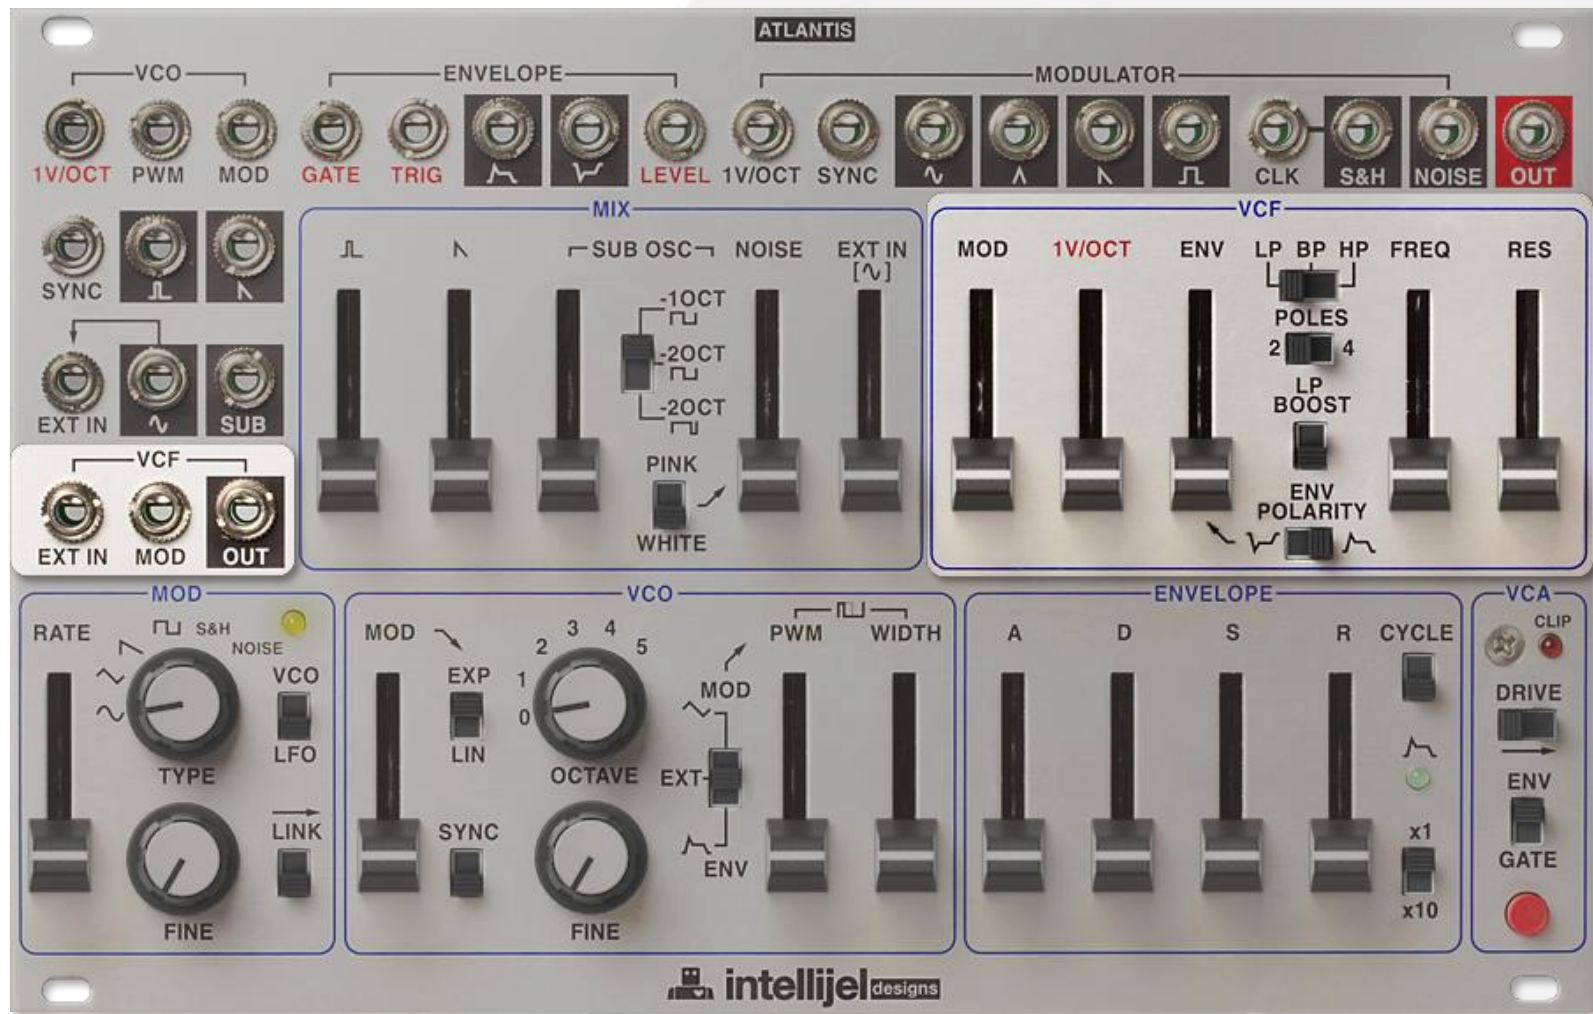 ATLANTIS
VCO ENVELOPE MODULATOR
1V/OCT PWM MOD GATE TRIG LEVEL 1V/OCT SYNC CLK S&H NOISE OUT
SYNC
EXT IN SUB
VCF
EXT IN MOD OUT
MIX
SUB OSC NOISE EXT IN
-1OCT
-2OCT
-2OCT
PINK
WHITE
VCF
MOD 1V/OCT ENV LP BP HP FREQ RES
POLES
2 4
LP
BOOST
ENV
POLARITY
MOD
RATE S&H
NOISE
VCO
LFO
TYPE
LINK
FINE
VCO
MOD
EXP
LIN
SYNC
0 1 2 3 4 5
OCTAVE
FINE
PWM WIDTH
MOD
EXT
ENV
ENVELOPE
A D S R CYCLE
x1
x10
VCA
CLIP
DRIVE
ENV
GATE
intellijel designs